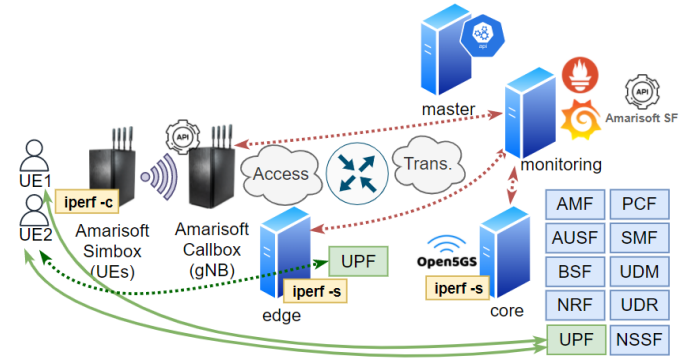 api
master
API
Amarisoft SF
monitoring
API
UE1
iperf -c
UE2
Amarisoft
Simbox
(UEs)
Amarisoft
Callbox
(gNB)
Access
Trans.
UPF
iperf -s
edge
Open5GS
iperf -s
core
AMF
PCF
AUSF
SMF
BSF
UDM
NRF
UDR
UPF
NSSF